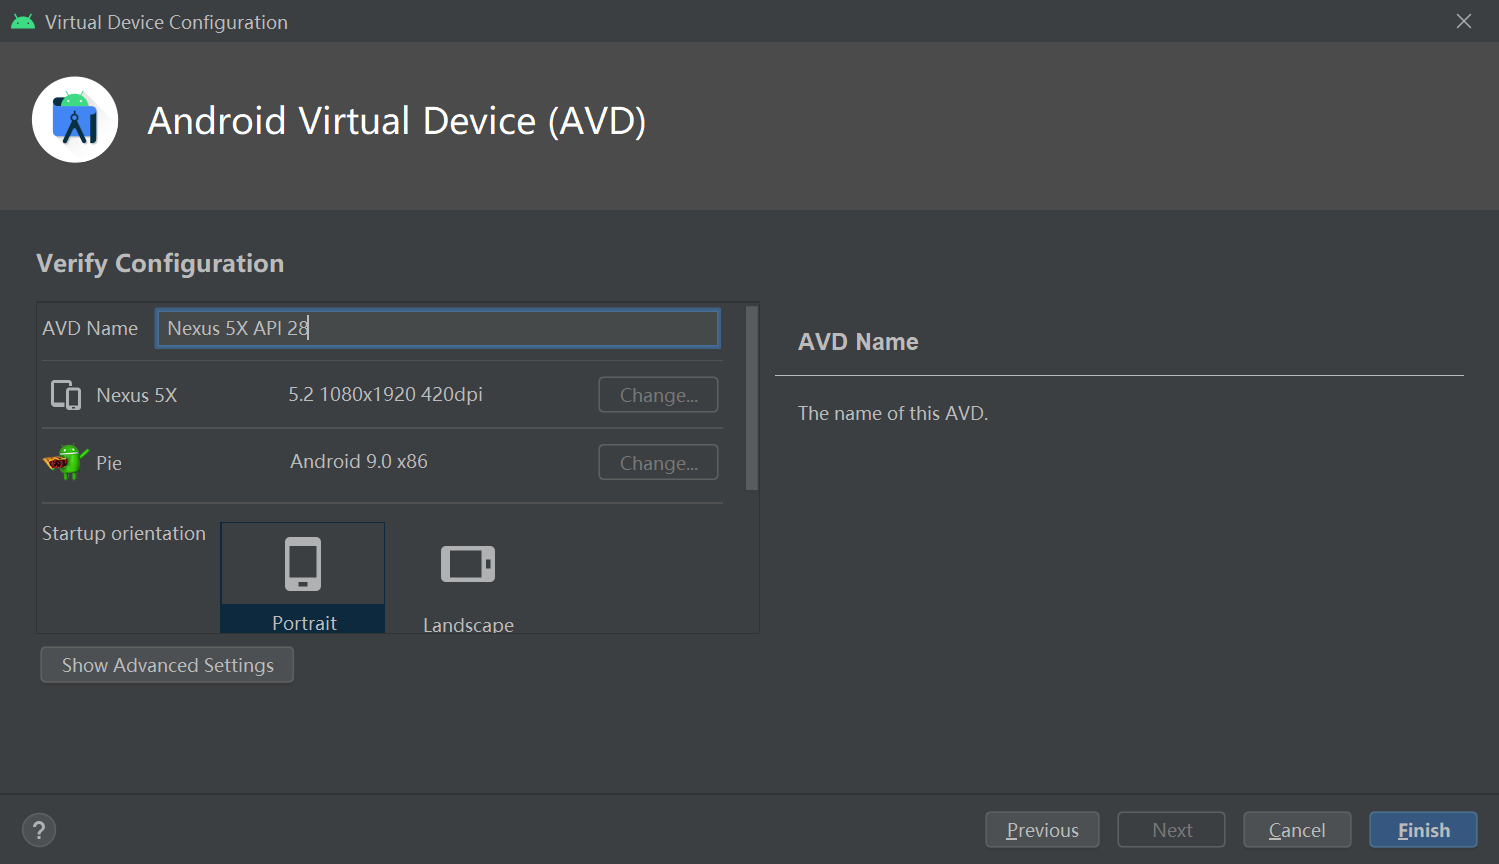 Virtual Device Configuration
Android Virtual Device (AVD)
Verify Configuration
AVD Name Nexus 5X API 28
Nexus 5X 5.2 1080x1920 420dpi Change...
Pie Android 9.0 x86 Change...
Startup orientation
Portrait Landscape
Show Advanced Settings
AVD Name
The name of this AVD.
? Previous Next Cancel Finish